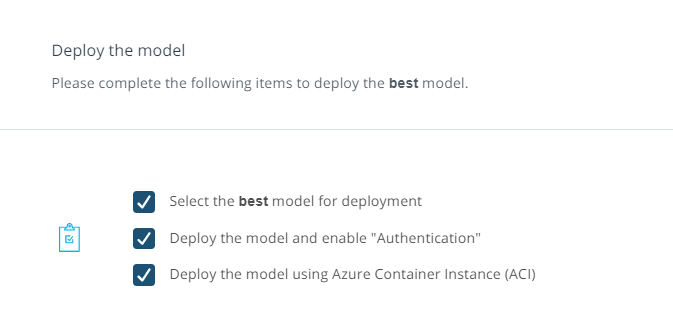 Deploy the model
Please complete the following items to deploy the best model.
Select the best model for deployment
Deploy the model and enable "Authentication"
Deploy the model using Azure Container Instance (ACI)